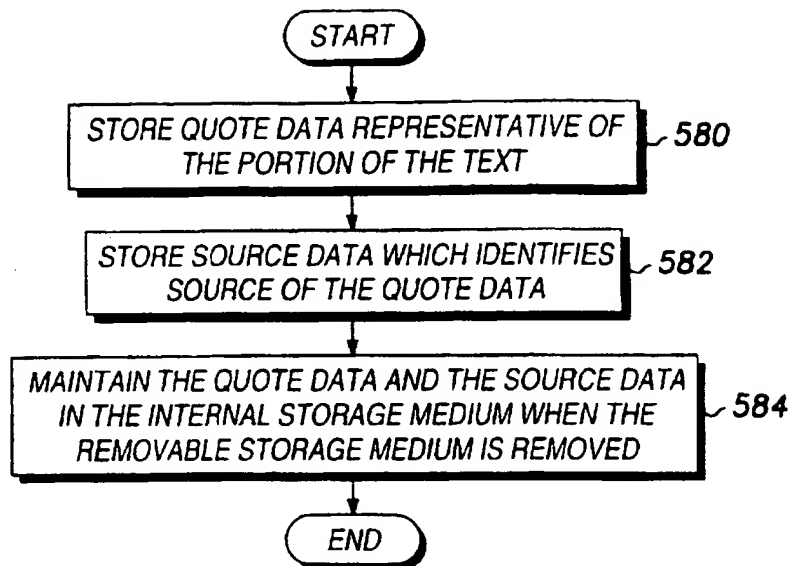 START
STORE QUOTE DATA REPRESENTATIVE OF
THE PORTION OF THE TEXT
580
STORE SOURCE DATA WHICH IDENTIFIES
SOURCE OF THE QUOTE DATA
582
MAINTAIN THE QUOTE DATA AND THE SOURCE DATA
IN THE INTERNAL STORAGE MEDIUM WHEN THE
REMOVABLE STORAGE MEDIUM IS REMOVED
584
END